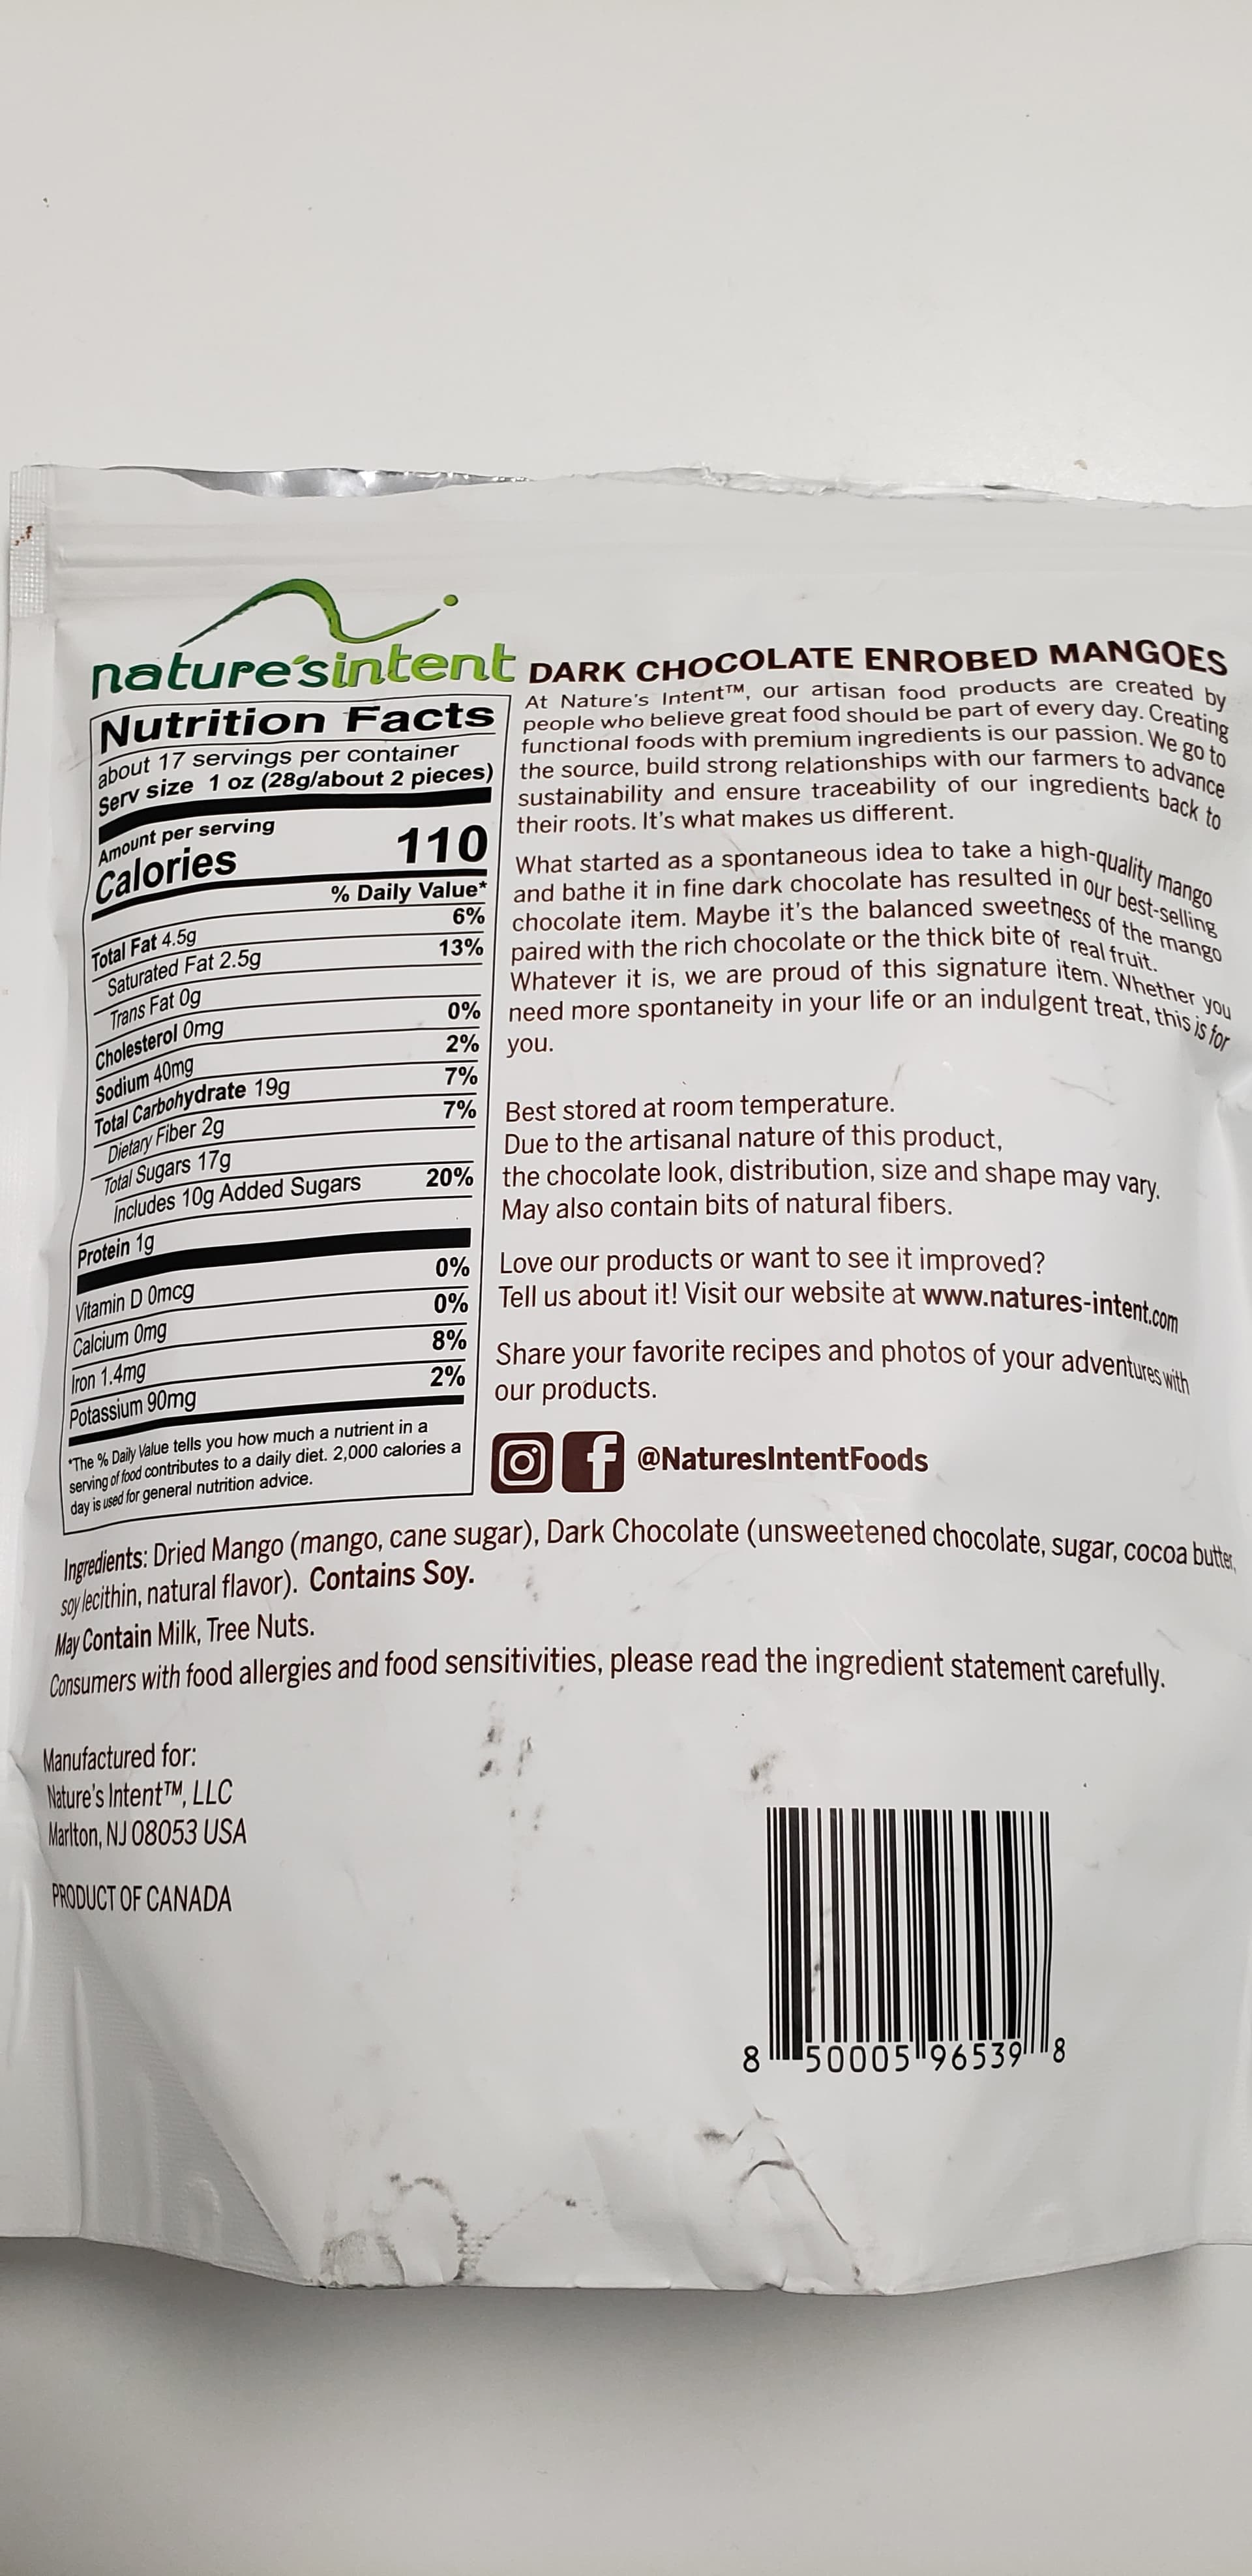 nature'sintent
DARK CHOCOLATE ENROBED MANGOES
Nutrition Facts
about 17 servings per container
Serv size 1 oz (28g/about 2 pieces)
Amount per serving
Calories 110
% Daily Value*
Total Fat 4.5g 6%
Saturated Fat 2.5g 13%
Trans Fat 0g
Cholesterol 0mg 0%
Sodium 40mg 2%
Total Carbohydrate 19g 7%
Dietary Fiber 2g 7%
Total Sugars 17g
Includes 10g Added Sugars 20%
Protein 1g
Vitamin D 0mcg 0%
Calcium 0mg 0%
Iron 1.4mg 8%
Potassium 90mg 2%
*The % Daily Value tells you how much a nutrient in a
serving of food contributes to a daily diet. 2,000 calories a
day is used for general nutrition advice.
At Nature's Intent™, our artisan food products are created by
people who believe great food should be part of every day. Creating
functional foods with premium ingredients is our passion. We go to
the source, build strong relationships with our farmers to advance
sustainability and ensure traceability of our ingredients back to
their roots. It's what makes us different.
What started as a spontaneous idea to take a high-quality mango
and bathe it in fine dark chocolate has resulted in our best-selling
chocolate item. Maybe it's the balanced sweetness of the mango
paired with the rich chocolate or the thick bite of real fruit.
Whatever it is, we are proud of this signature item. Whether you
need more spontaneity in your life or an indulgent treat, this is for
you.
Best stored at room temperature.
Due to the artisanal nature of this product,
the chocolate look, distribution, size and shape may vary.
May also contain bits of natural fibers.
Love our products or want to see it improved?
Tell us about it! Visit our website at www.natures-intent.com
Share your favorite recipes and photos of your adventures with
our products.
@NaturesIntentFoods
Ingredients: Dried Mango (mango, cane sugar), Dark Chocolate (unsweetened chocolate, sugar, cocoa butter,
soy lecithin, natural flavor). Contains Soy.
May Contain Milk, Tree Nuts.
Consumers with food allergies and food sensitivities, please read the ingredient statement carefully.
Manufactured for:
Nature's Intent™, LLC
Marlton, NJ 08053 USA
PRODUCT OF CANADA
8 50005 96539 8